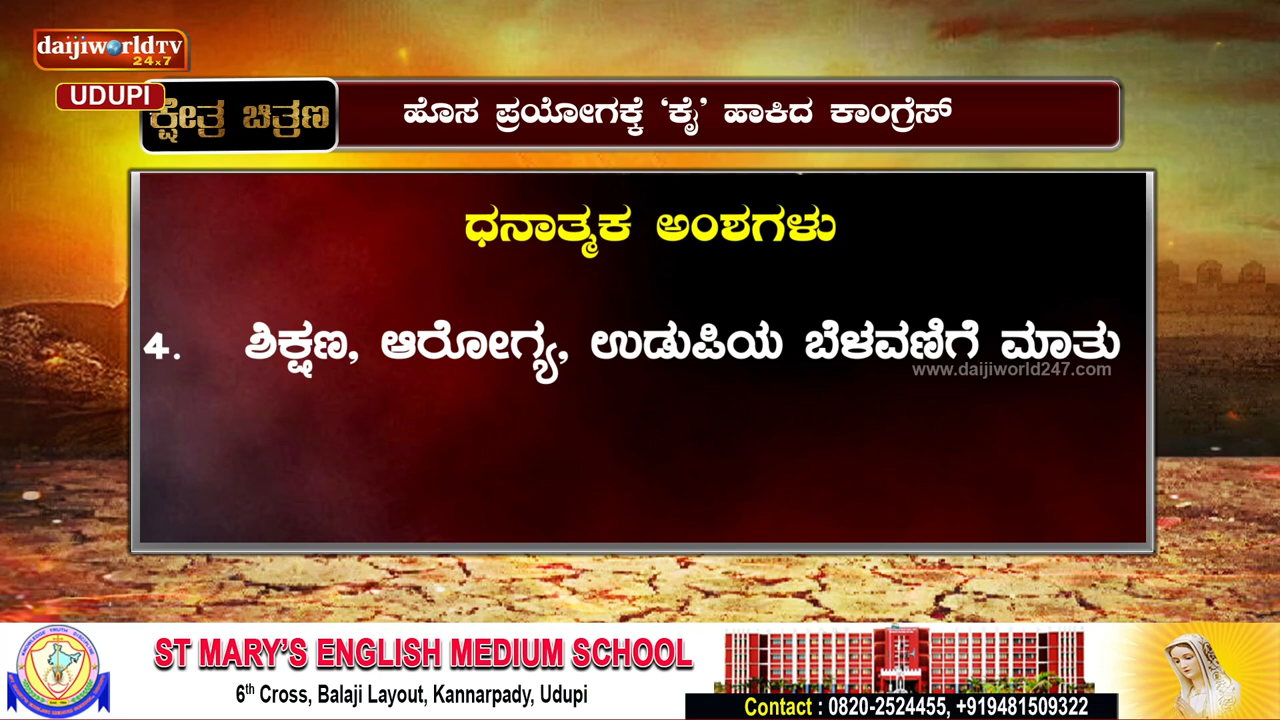 daijiworldTV
24x7
UDUPI
ಕ್ಷೇತ್ರ ಚಿತ್ರಣ
ಹೊಸ ಪ್ರಯೋಗಕ್ಕೆ ‘ಕೈ’ ಹಾಕಿದ ಕಾಂಗ್ರೆಸ್
ಧನಾತ್ಮಕ ಅಂಶಗಳು
4. ಶಿಕ್ಷಣ, ಆರೋಗ್ಯ, ಉಡುಪಿಯ ಬೆಳವಣಿಗೆ ಮಾತು
www.daijiworld247.com
ST MARY'S ENGLISH MEDIUM SCHOOL
6th Cross, Balaji Layout, Kannarpady, Udupi
Contact : 0820-2524455, +919481509322